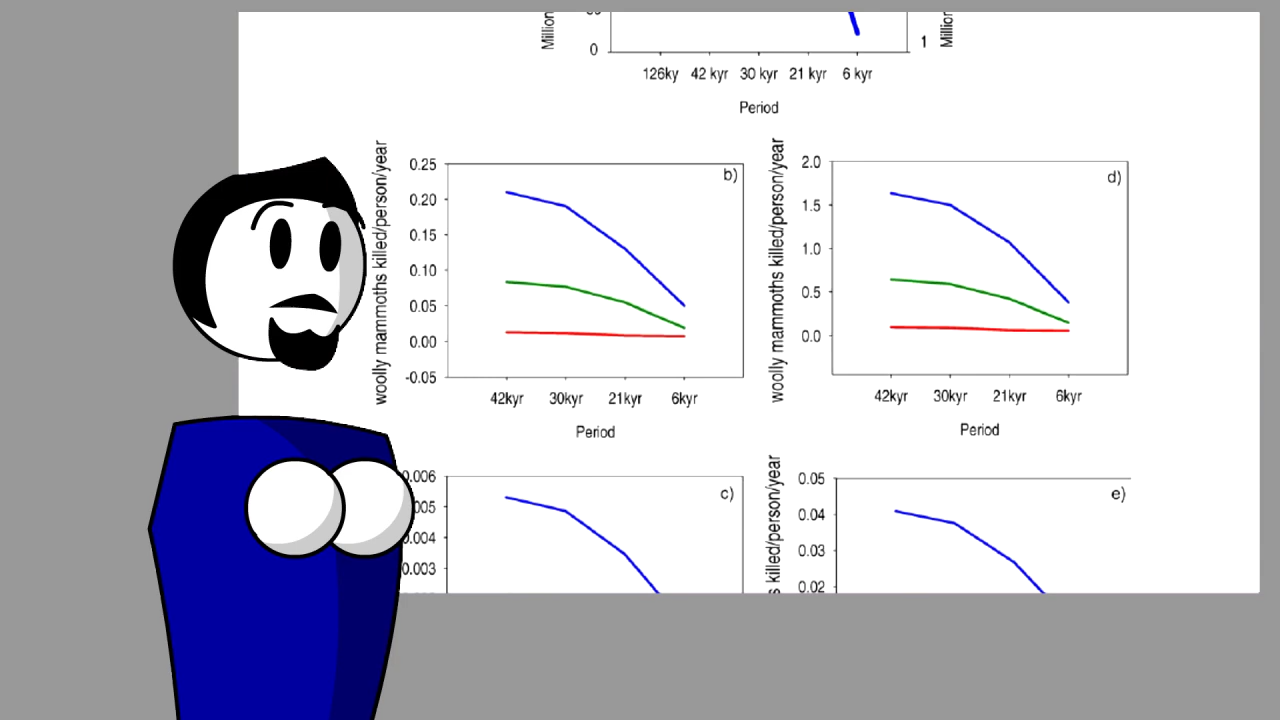 Million
0
1
Million
126ky 42 kyr 30 kyr 21 kyr 6 kyr
Period
woolly mammoths killed/person/year
0.25
0.20
0.15
0.10
0.05
0.00
-0.05
b)
42kyr 30kyr 21kyr 6kyr
Period
woolly mammoths killed/person/year
2.0
1.5
1.0
0.5
0.0
d)
42kyr 30kyr 21kyr 6kyr
Period
0.006
0.005
0.004
0.003
c)
killed/person/year
0.05
0.04
0.03
0.02
e)